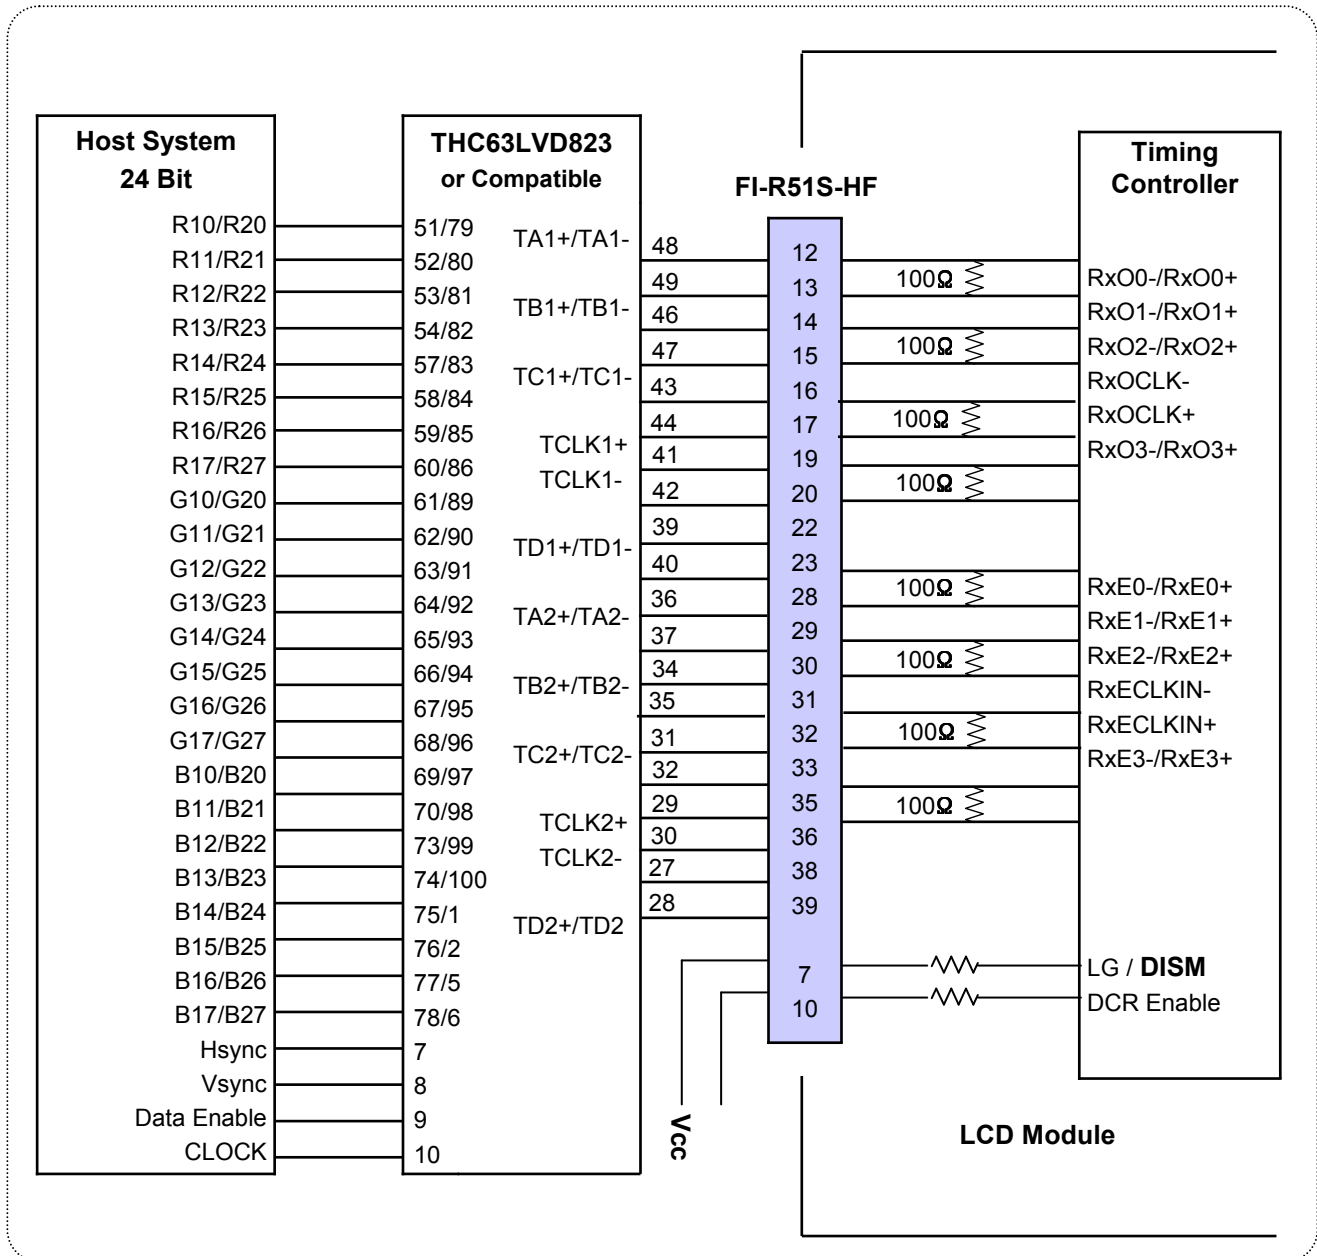 Host System
24 Bit
R10/R20
R11/R21
R12/R22
R13/R23
R14/R24
R15/R25
R16/R26
R17/R27
G10/G20
G11/G21
G12/G22
G13/G23
G14/G24
G15/G25
G16/G26
G17/G27
B10/B20
B11/B21
B12/B22
B13/B23
B14/B24
B15/B25
B16/B26
B17/B27
Hsync
Vsync
Data Enable
CLOCK
THC63LVD823
or Compatible
51/79
52/80
53/81
54/82
57/83
58/84
59/85
60/86
61/89
62/90
63/91
64/92
65/93
66/94
67/95
68/96
69/97
70/98
73/99
74/100
75/1
76/2
77/5
78/6
7
8
9
10
TA1+/TA1-
TB1+/TB1-
TC1+/TC1-
TCLK1+
TCLK1-
TD1+/TD1-
TA2+/TA2-
TB2+/TB2-
TC2+/TC2-
TCLK2+
TCLK2-
TD2+/TD2
48
49
46
47
43
44
41
42
39
40
36
37
34
35
31
32
29
30
27
28
Vcc
FI-R51S-HF
12
13
14
15
16
17
19
20
22
23
28
29
30
31
32
33
35
36
38
39
7
10
100Ω
100Ω
100Ω
100Ω
100Ω
100Ω
100Ω
100Ω
Timing
Controller
RxO0-/RxO0+
RxO1-/RxO1+
RxO2-/RxO2+
RxOCLK-
RxOCLK+
RxO3-/RxO3+
RxE0-/RxE0+
RxE1-/RxE1+
RxE2-/RxE2+
RxECLKIN-
RxECLKIN+
RxE3-/RxE3+
LG / DISM
DCR Enable
LCD Module